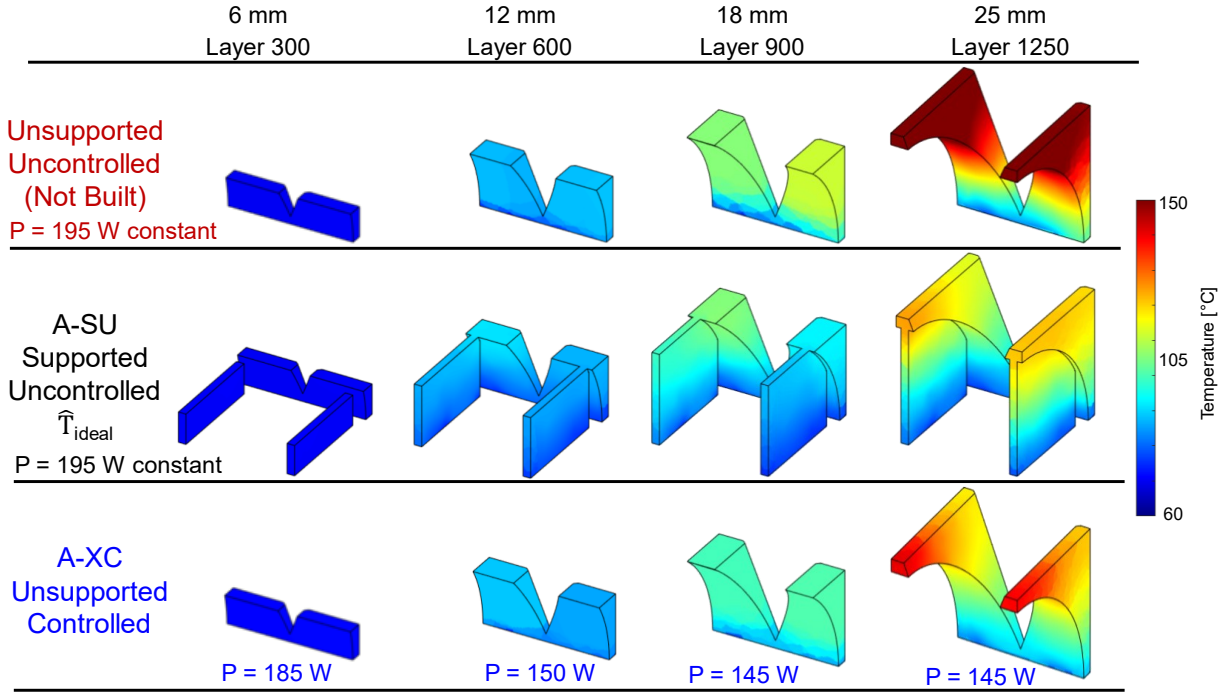 6 mm
12 mm
18 mm
25 mm
Layer 300
Layer 600
Layer 900
Layer 1250
Unsupported
Uncontrolled
(Not Built)
P = 195 W constant
A-SU
Supported
Uncontrolled
T̂ideal
P = 195 W constant
A-XC
Unsupported
Controlled
P = 185 W
P = 150 W
P = 145 W
P = 145 W
150
105
60
Temperature [°C]